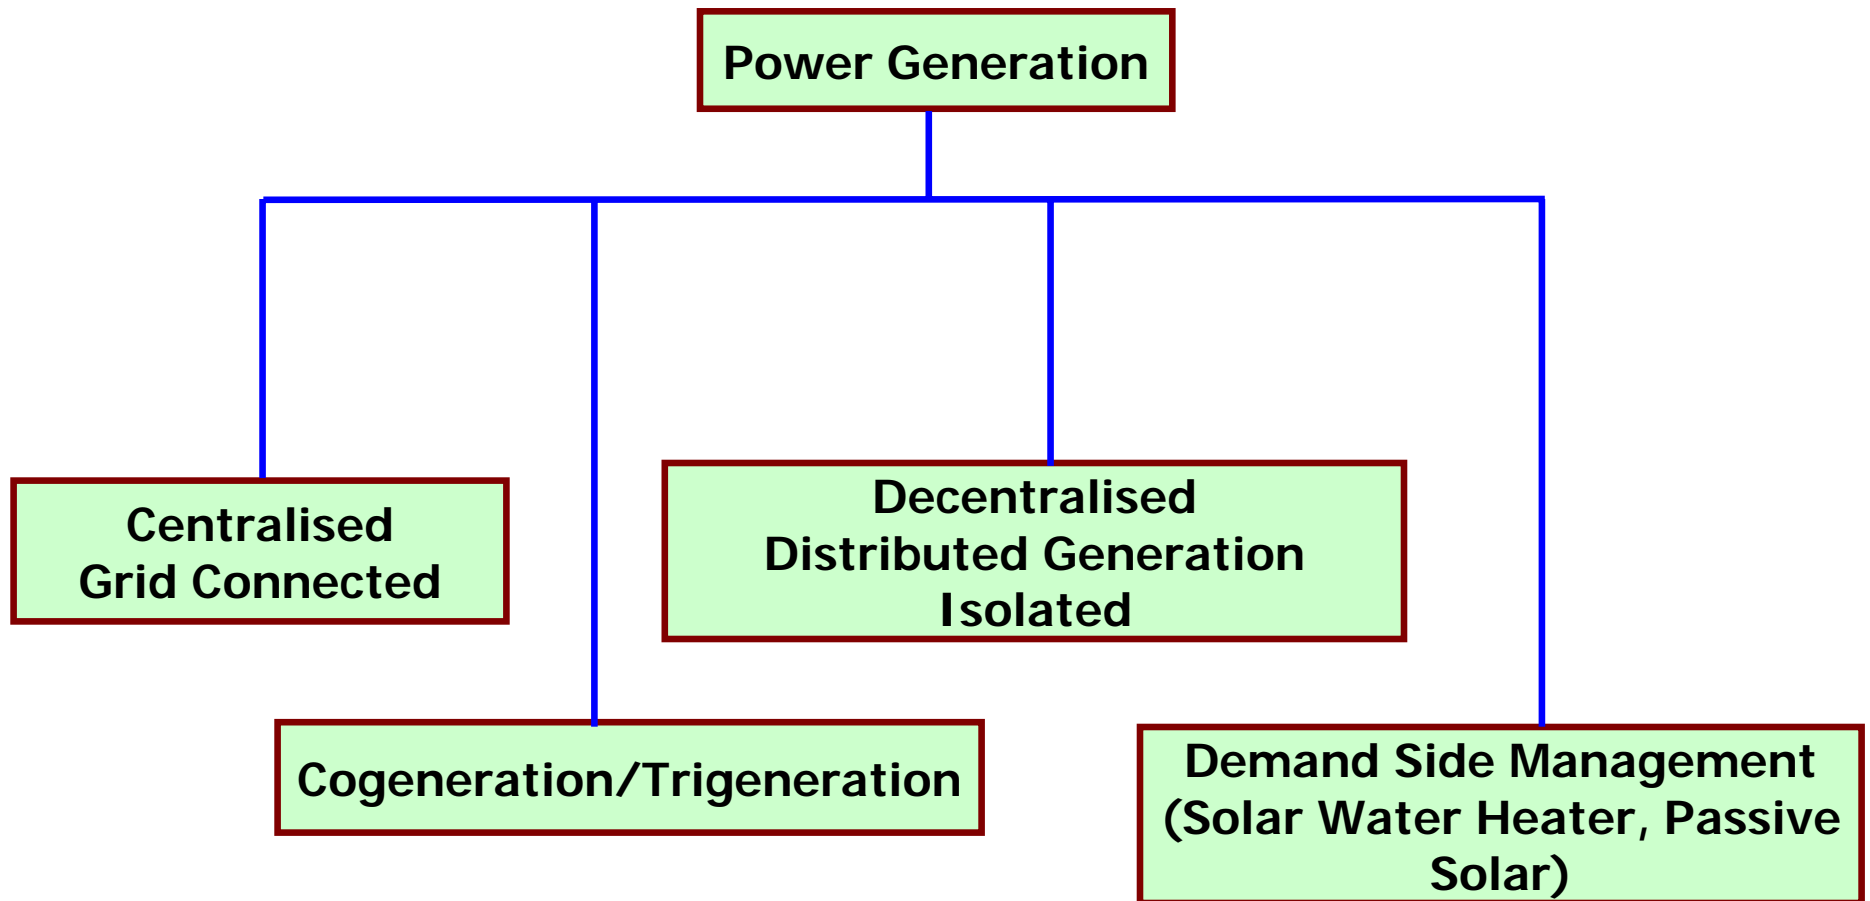 Power Generation
Centralised
Grid Connected
Decentralised
Distributed Generation
Isolated
Cogeneration/Trigeneration
Demand Side Management
(Solar Water Heater, Passive
Solar)